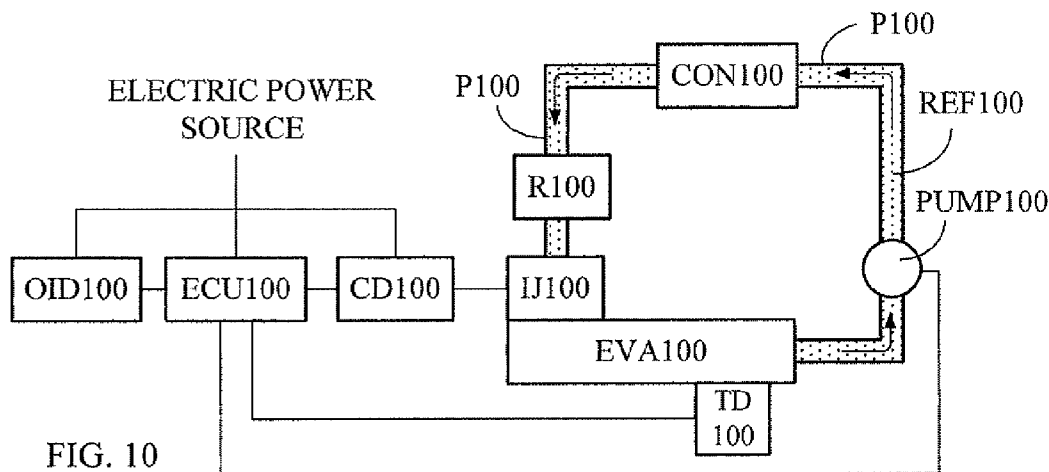 P100
CON100
ELECTRIC POWER
SOURCE
P100
REF100
R100
PUMP100
OID100
ECU100
CD100
IJ100
EVA100
TD
100
FIG. 10